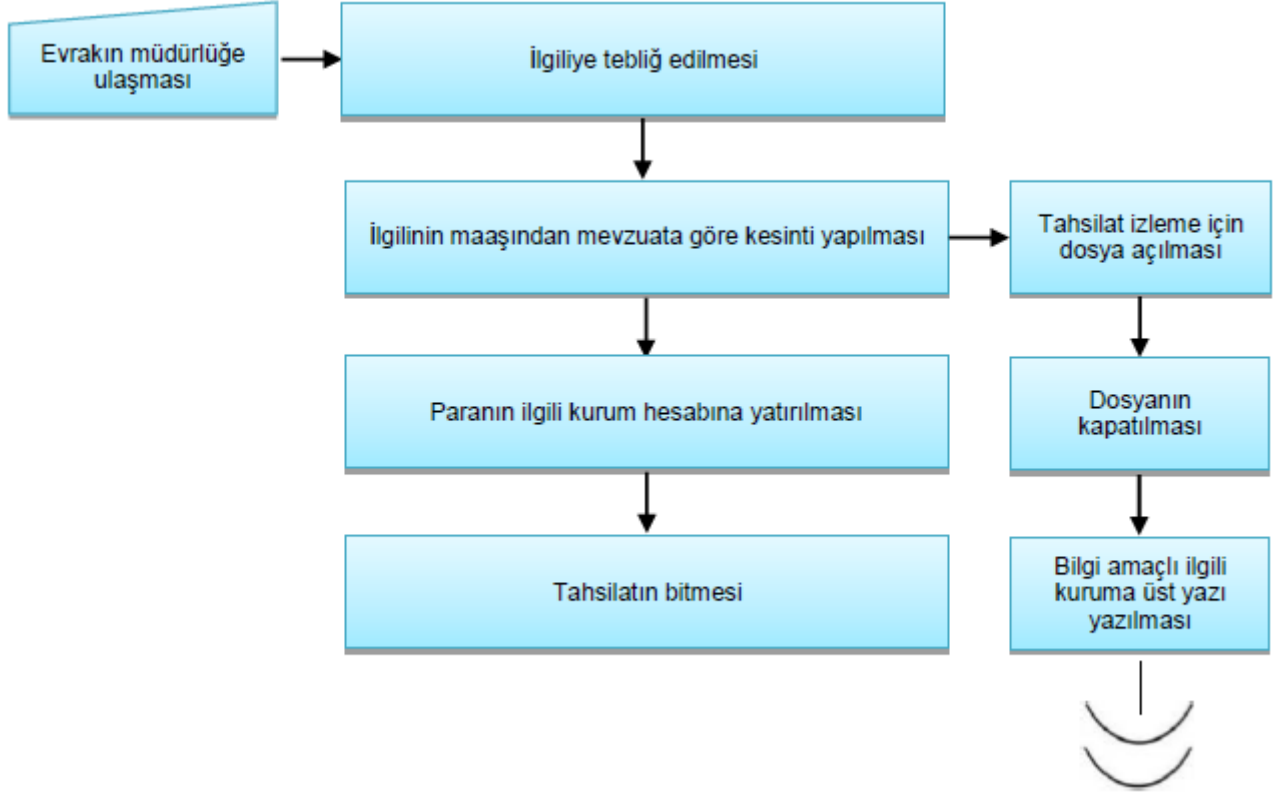 Evrakın müdürlüğe
ulaşması
İlgiliye tebliğ edilmesi
İlgilinin maaşından mevzuata göre kesinti yapılması
Tahsilat izleme için
dosya açılması
Paranın ilgili kurum hesabına yatırılması
Dosyanın
kapatılması
Tahsilatın bitmesi
Bilgi amaçlı ilgili
kuruma üst yazı
yazılması